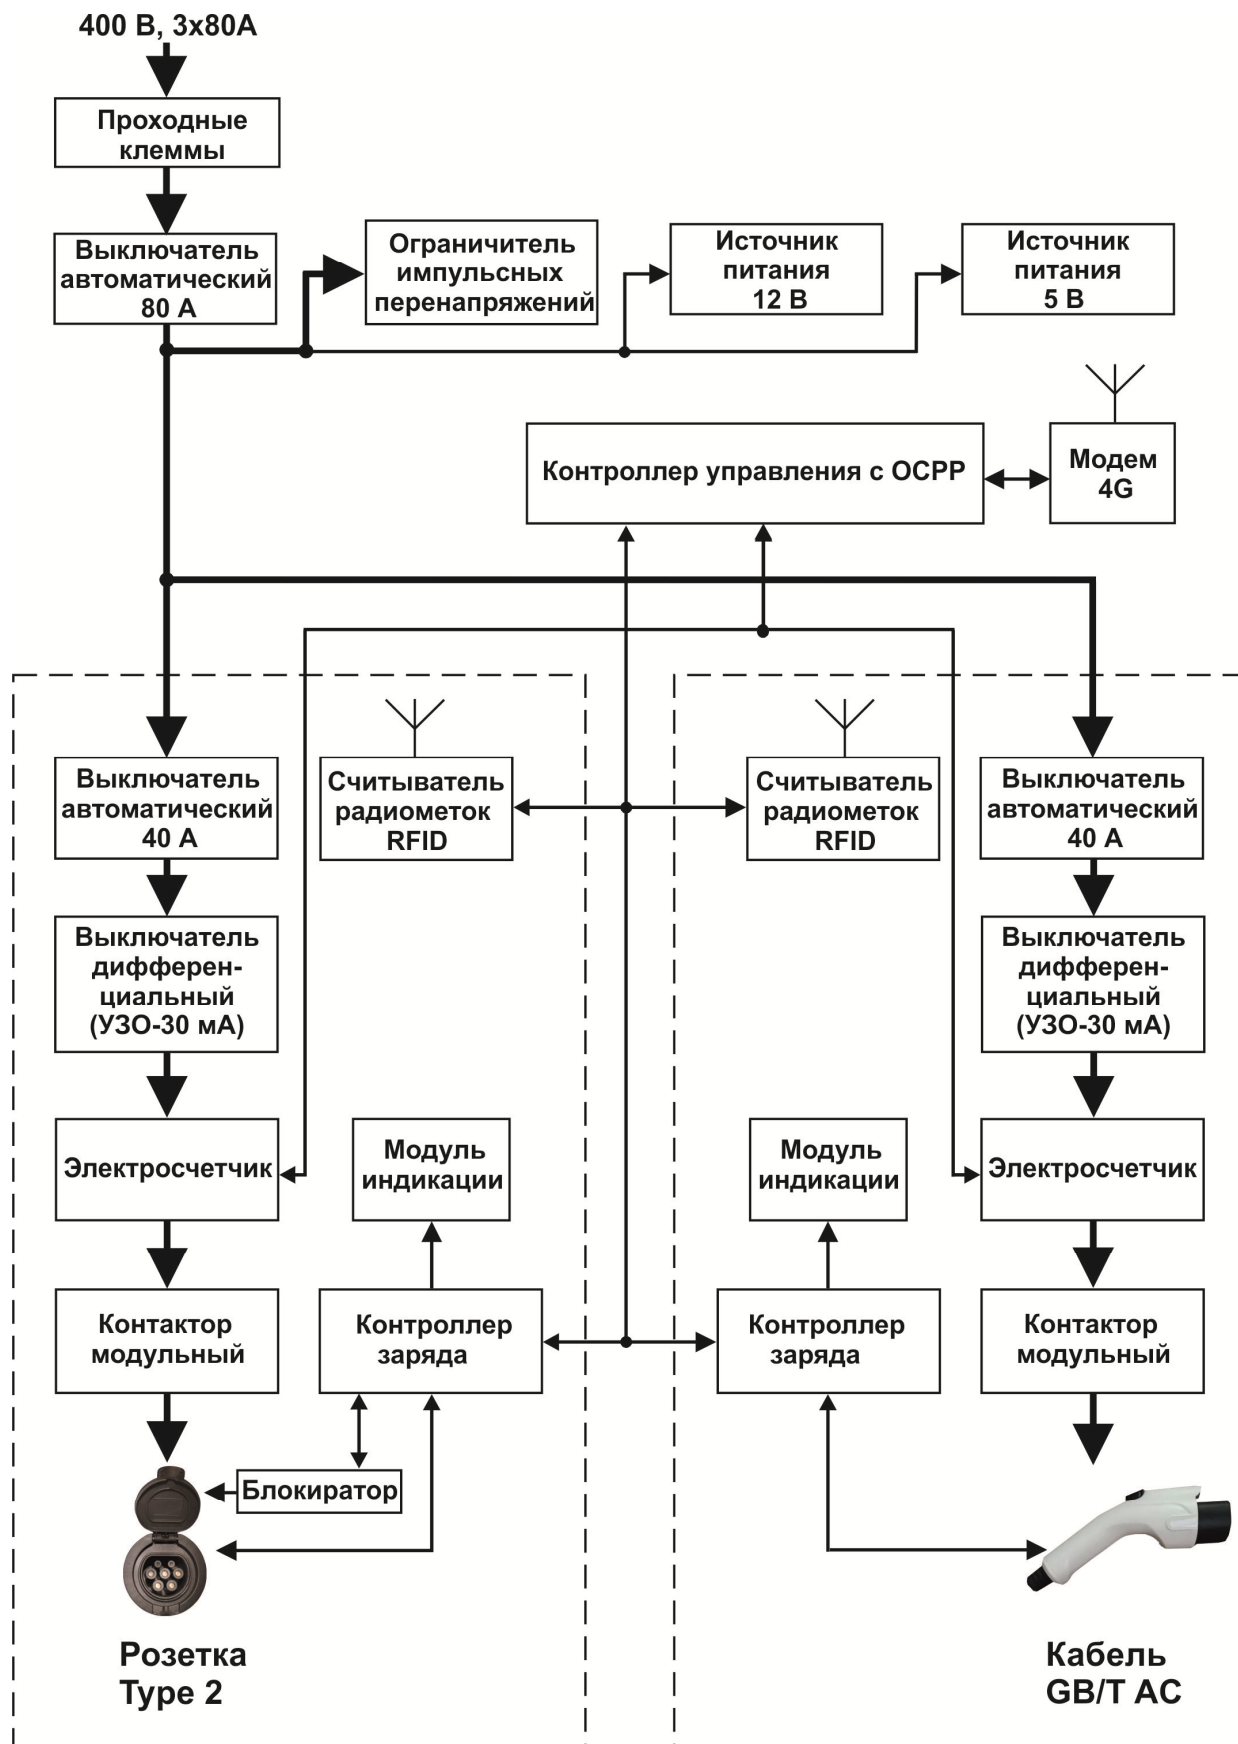 400 В, 3х80А
Проходные
клеммы
Выключатель
автоматический
80 А
Ограничитель
импульсных
перенапряжений
Источник
питания
12 В
Источник
питания
5 В
Контроллер управления с OCPP
Модем
4G
Выключатель
автоматический
40 А
Считыватель
радиометок
RFID
Считыватель
радиометок
RFID
Выключатель
автоматический
40 А
Выключатель
дифферен-
циальный
(УЗО-30 мА)
Выключатель
дифферен-
циальный
(УЗО-30 мА)
Электросчетчик
Модуль
индикации
Модуль
индикации
Электросчетчик
Контактор
модульный
Контроллер
заряда
Контроллер
заряда
Контактор
модульный
Блокиратор
Розетка
Type 2
Кабель
GB/T AC